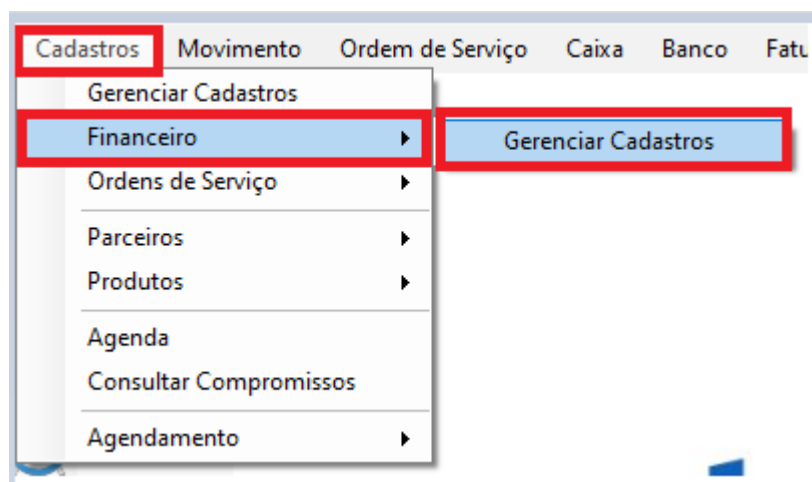 Cadastros Movimento Ordem de Serviço Caixa Banco Fatu
Gerenciar Cadastros
Financeiro Gerenciar Cadastros
Ordens de Serviço
Parceiros
Produtos
Agenda
Consultar Compromissos
Agendamento